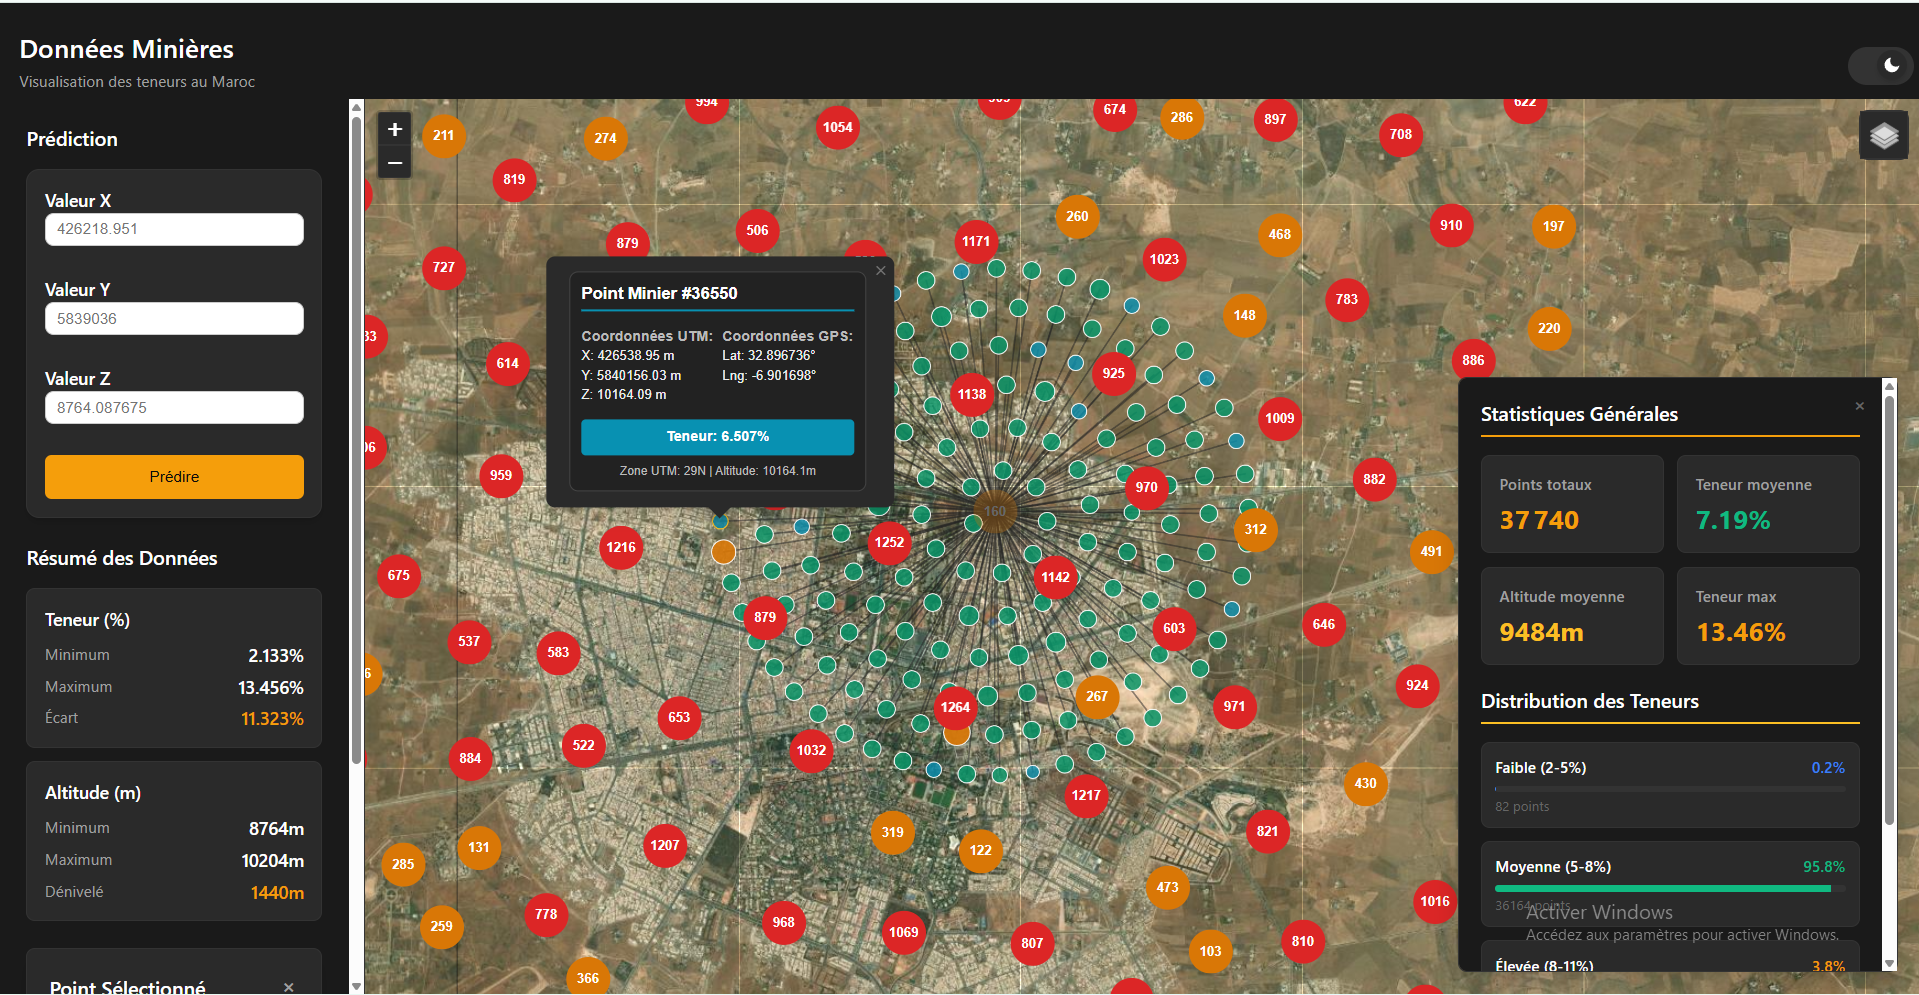 Données Minières
Visualisation des teneurs au Maroc
Prédiction
Valeur X
426218.951
Valeur Y
5839036
Valeur Z
8764.087675
Prédire
Résumé des Données
Teneur (%)
Minimum 2.133%
Maximum 13.456%
Écart 11.323%
Altitude (m)
Minimum 8764m
Maximum 10204m
Dénivelé 1440m
Point Sélectionné ×
+
−
994
1054
674
286
897
708
622
211
274
819
506
879
727
1171
260
1023
468
910
197
783
148
220
614
886
925
1138
1009
959
970
882
160
312
491
1252
1216
675
1142
879
603
646
537
583
924
267
971
653
1264
522
1032
884
430
1217
821
319
122
131
1207
285
473
1016
778
968
1069
807
810
103
259
366
×
Point Minier #36550
Coordonnées UTM: Coordonnées GPS:
X: 426538.95 m Lat: 32.896736°
Y: 5840156.03 m Lng: -6.901698°
Z: 10164.09 m
Teneur: 6.507%
Zone UTM: 29N | Altitude: 10164.1m
Statistiques Générales ×
Points totaux Teneur moyenne
37 740 7.19%
Altitude moyenne Teneur max
9484m 13.46%
Distribution des Teneurs
Faible (2-5%) 0.2%
82 points
Moyenne (5-8%) 95.8%
36164 points
Activer Windows
Accédez aux paramètres pour activer Windows.
Élevée (8-11%) 3.8%